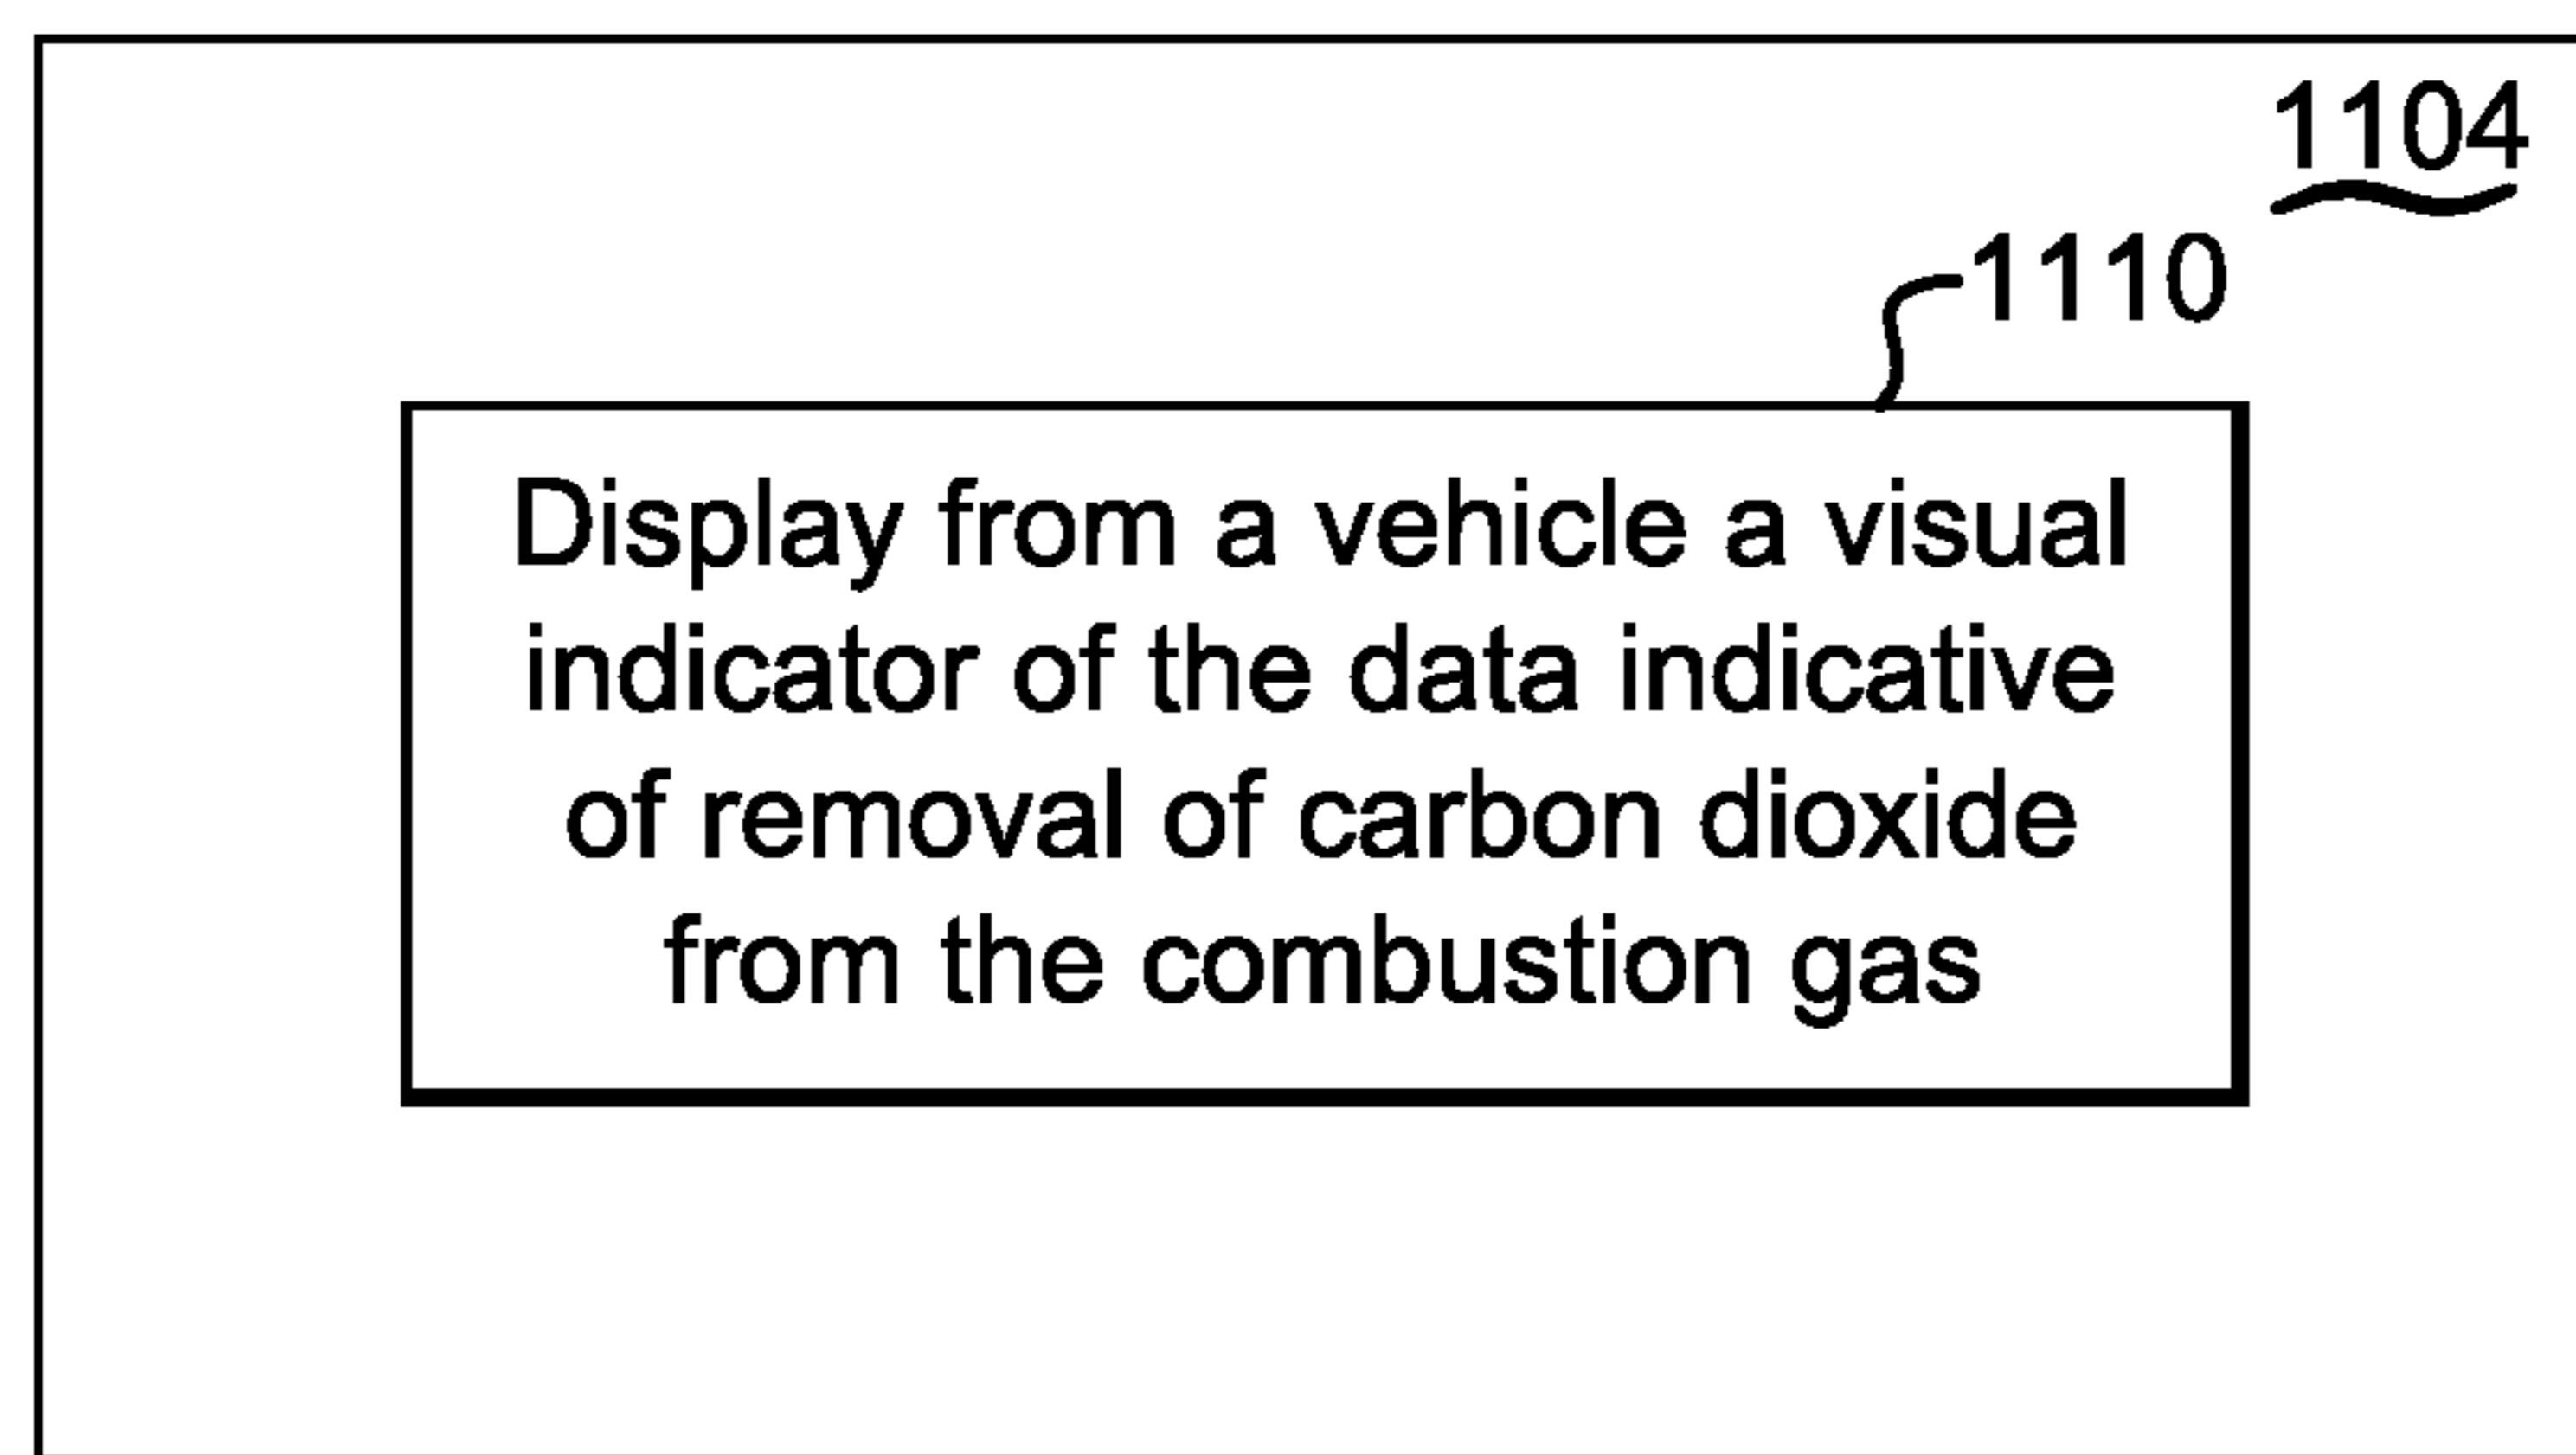 1104
1110
Display from a vehicle a visual
indicator of the data indicative
of removal of carbon dioxide
from the combustion gas